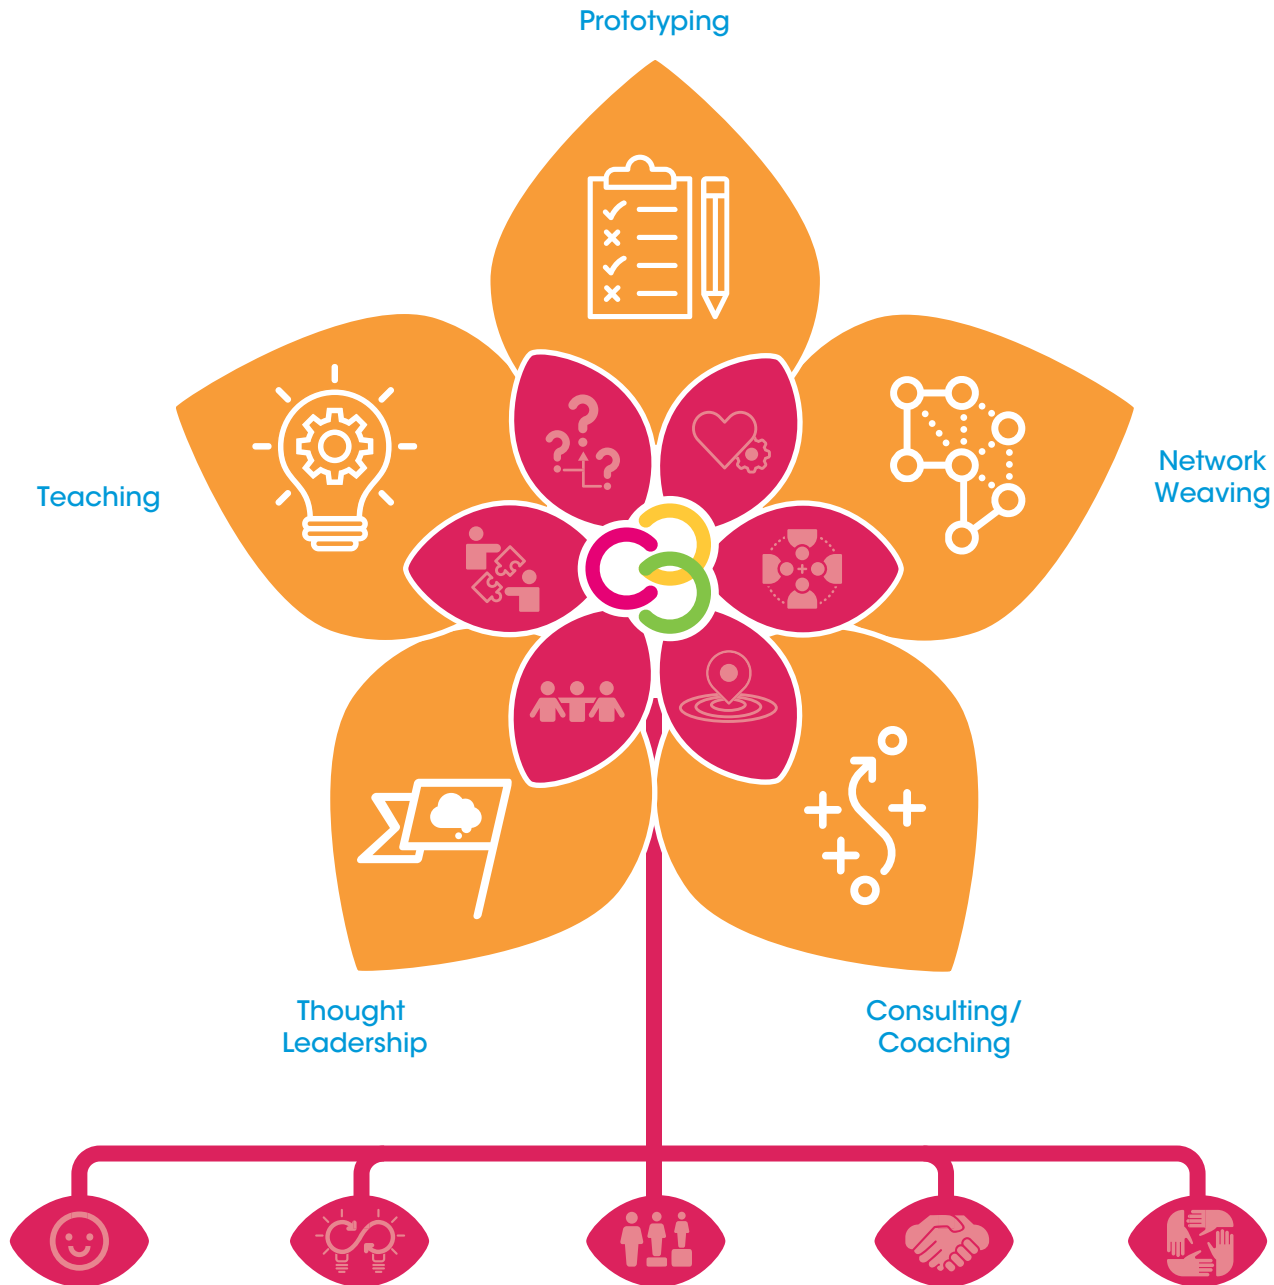 Prototyping
Teaching
Network
Weaving
Thought
Leadership
Consulting/
Coaching